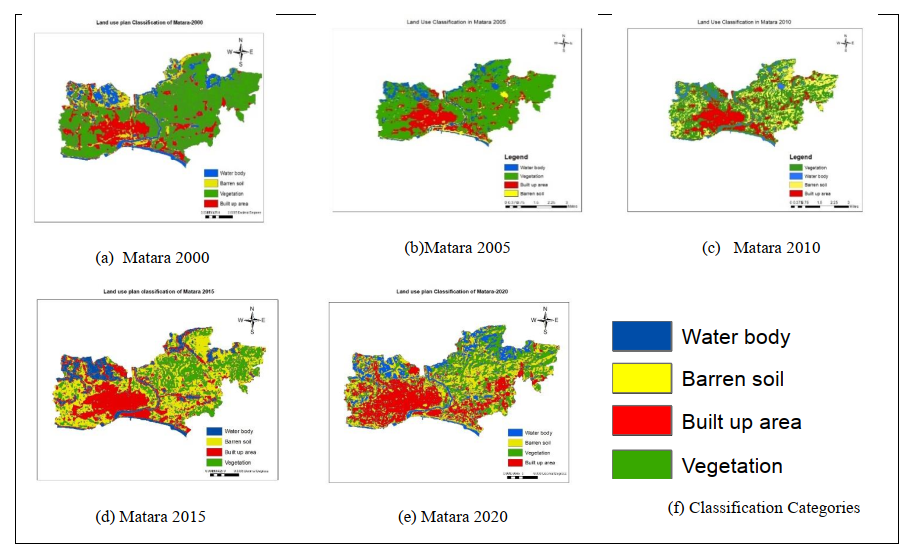 Land use plan Classification of Matara-2000
N
W E
S
Water body
Barren soil
Vegetation
Built up area
(a) Matara 2000
Land Use Classification in Matara 2005
Legend
Water body
Vegetation
Built up area
Barren soil
(b)Matara 2005
Land Use Classification in Matara 2010
Legend
Vegetation
Water body
Barren soil
Built up area
(c) Matara 2010
Land use plan classification of Matara 2015
N
W E
S
Water body
Barren soil
Built up area
Vegetation
(d) Matara 2015
Land use plan Classification of Matara-2020
N
W E
S
Water body
Barren soil
Vegetation
Built up area
(e) Matara 2020
Water body
Barren soil
Built up area
Vegetation
(f) Classification Categories